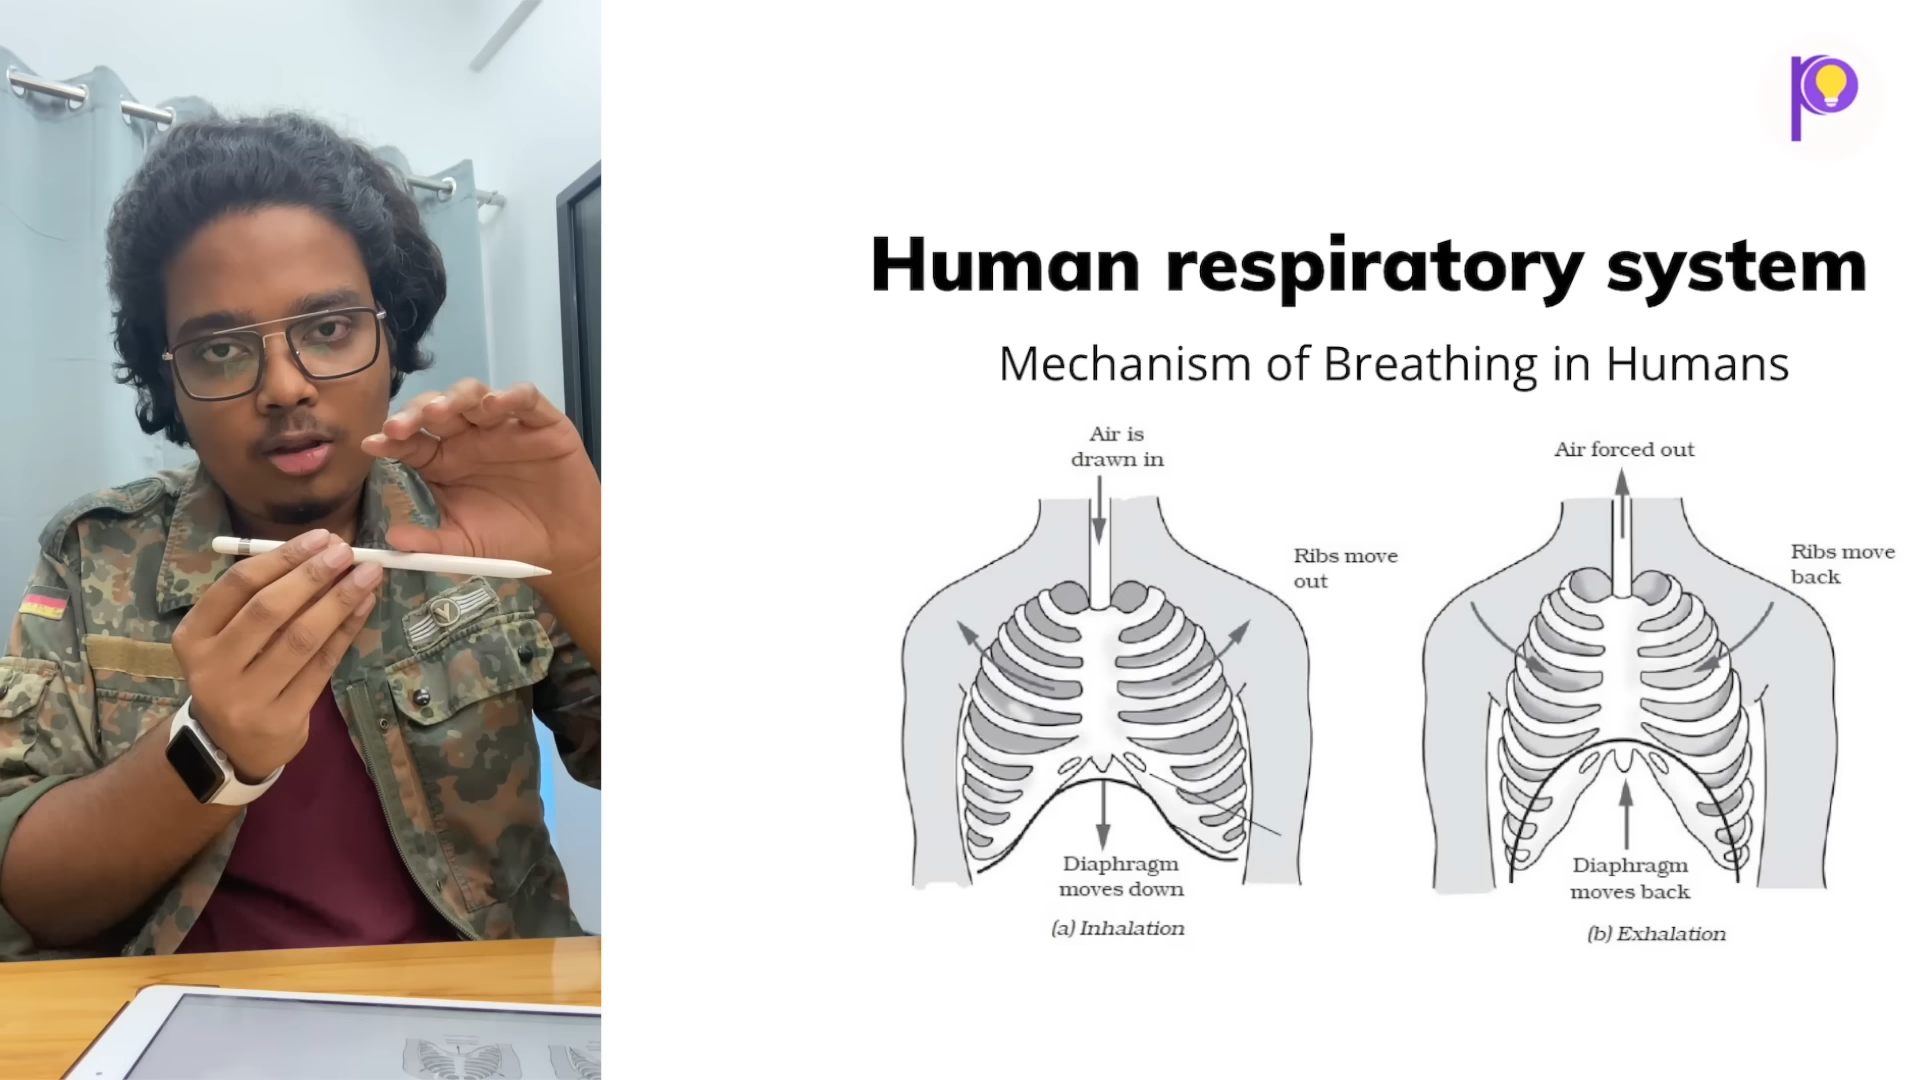 Human respiratory system
Mechanism of Breathing in Humans
Air is
drawn in
Ribs move
out
Diaphragm
moves down
(a) Inhalation
Air forced out
Ribs move
back
Diaphragm
moves back
(b) Exhalation